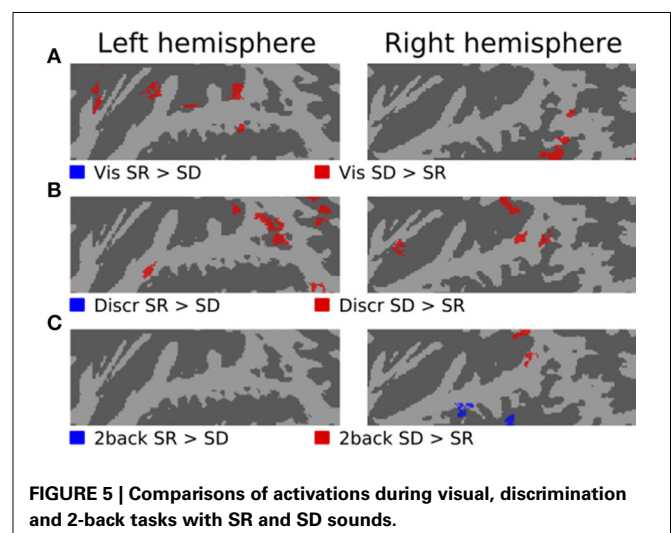 Left hemisphere Right hemisphere
A
Vis SR > SD Vis SD > SR
B
Discr SR > SD Discr SD > SR
C
2back SR > SD 2back SD > SR
FIGURE 5 | Comparisons of activations during visual, discrimination
and 2-back tasks with SR and SD sounds.